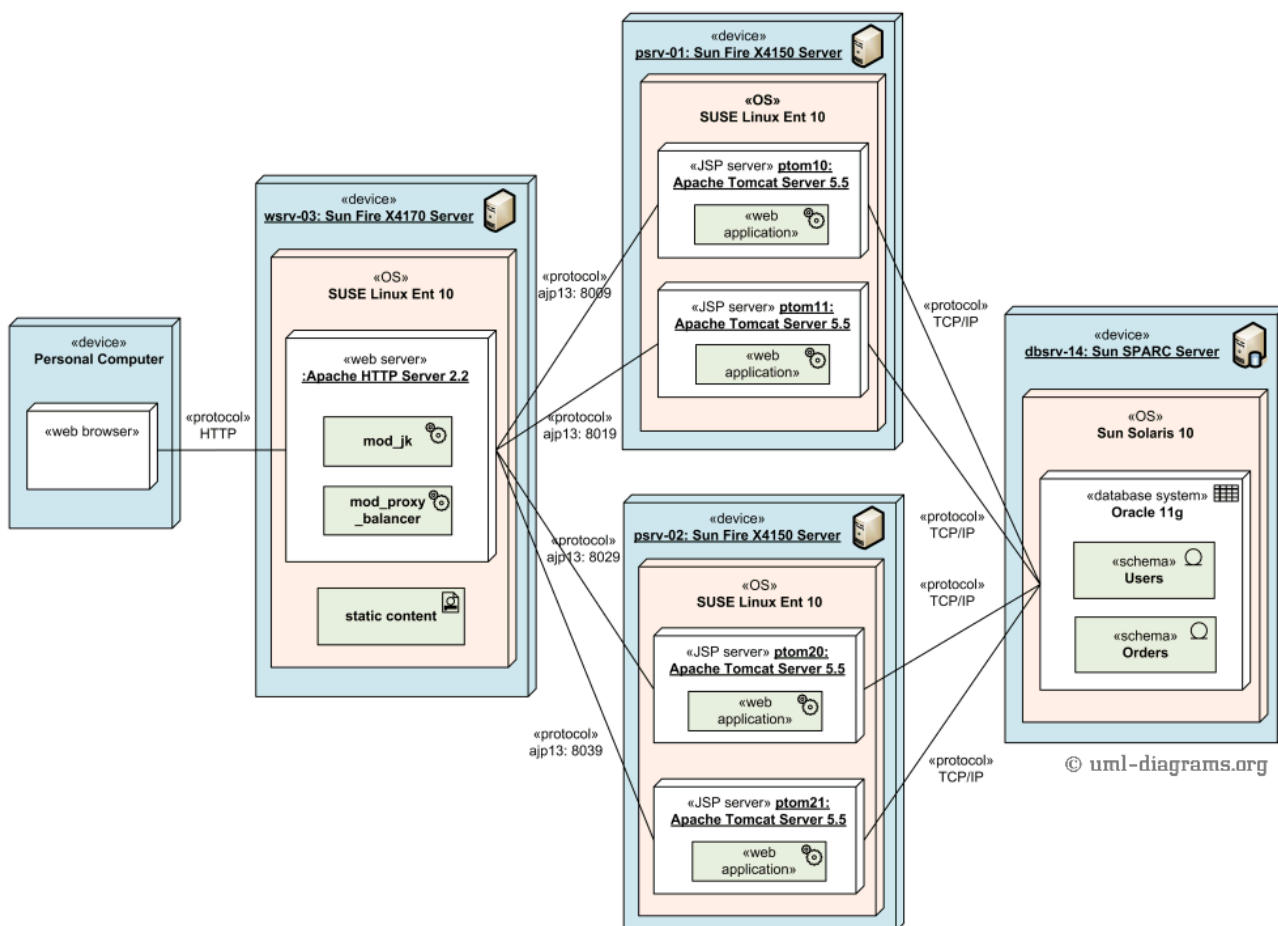 «device»
Personal Computer
«web browser»
«protocol»
HTTP
«device»
wsrv-03: Sun Fire X4170 Server
«OS»
SUSE Linux Ent 10
«web server»
:Apache HTTP Server 2.2
mod_jk
mod_proxy
_balancer
static content
«protocol»
ajp13: 8009
«protocol»
ajp13: 8019
«protocol»
ajp13: 8029
«protocol»
ajp13: 8039
«device»
psrv-01: Sun Fire X4150 Server
«OS»
SUSE Linux Ent 10
«JSP server» ptom10:
Apache Tomcat Server 5.5
«web
application»
«JSP server» ptom11:
Apache Tomcat Server 5.5
«web
application»
«device»
psrv-02: Sun Fire X4150 Server
«OS»
SUSE Linux Ent 10
«JSP server» ptom20:
Apache Tomcat Server 5.5
«web
application»
«JSP server» ptom21:
Apache Tomcat Server 5.5
«web
application»
«protocol»
TCP/IP
«protocol»
TCP/IP
«protocol»
TCP/IP
«protocol»
TCP/IP
«device»
dbsrv-14: Sun SPARC Server
«OS»
Sun Solaris 10
«database system»
Oracle 11g
«schema»
Users
«schema»
Orders
© uml-diagrams.org